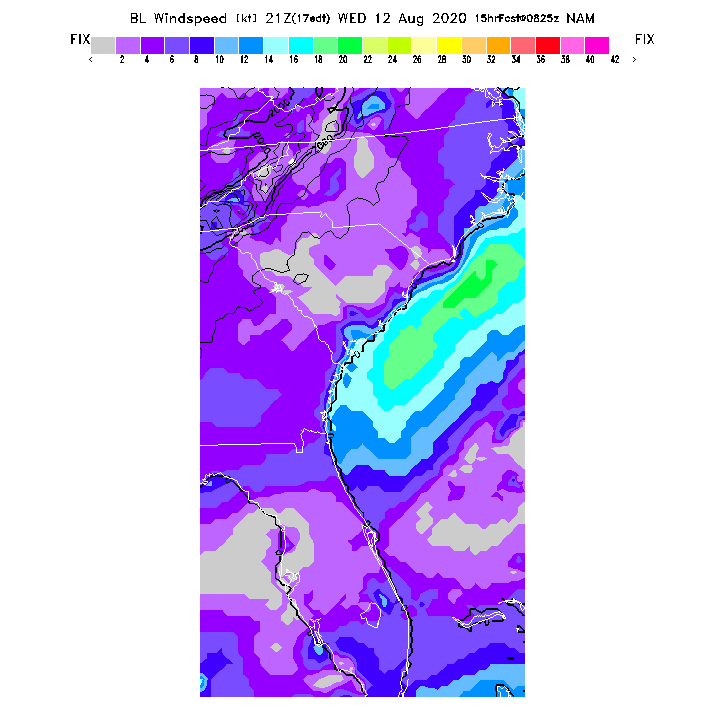 BL Windspeed [kt] 21Z(17edt) WED 12 Aug 2020 15hrFcst@0825z NAM
FIX FIX
< 2 4 6 8 10 12 14 16 18 20 22 24 26 28 30 32 34 36 38 40 42 >